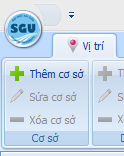 SGU
Vị trí
Thêm cơ sở
Sửa cơ sở
Xóa cơ sở
Cơ sở